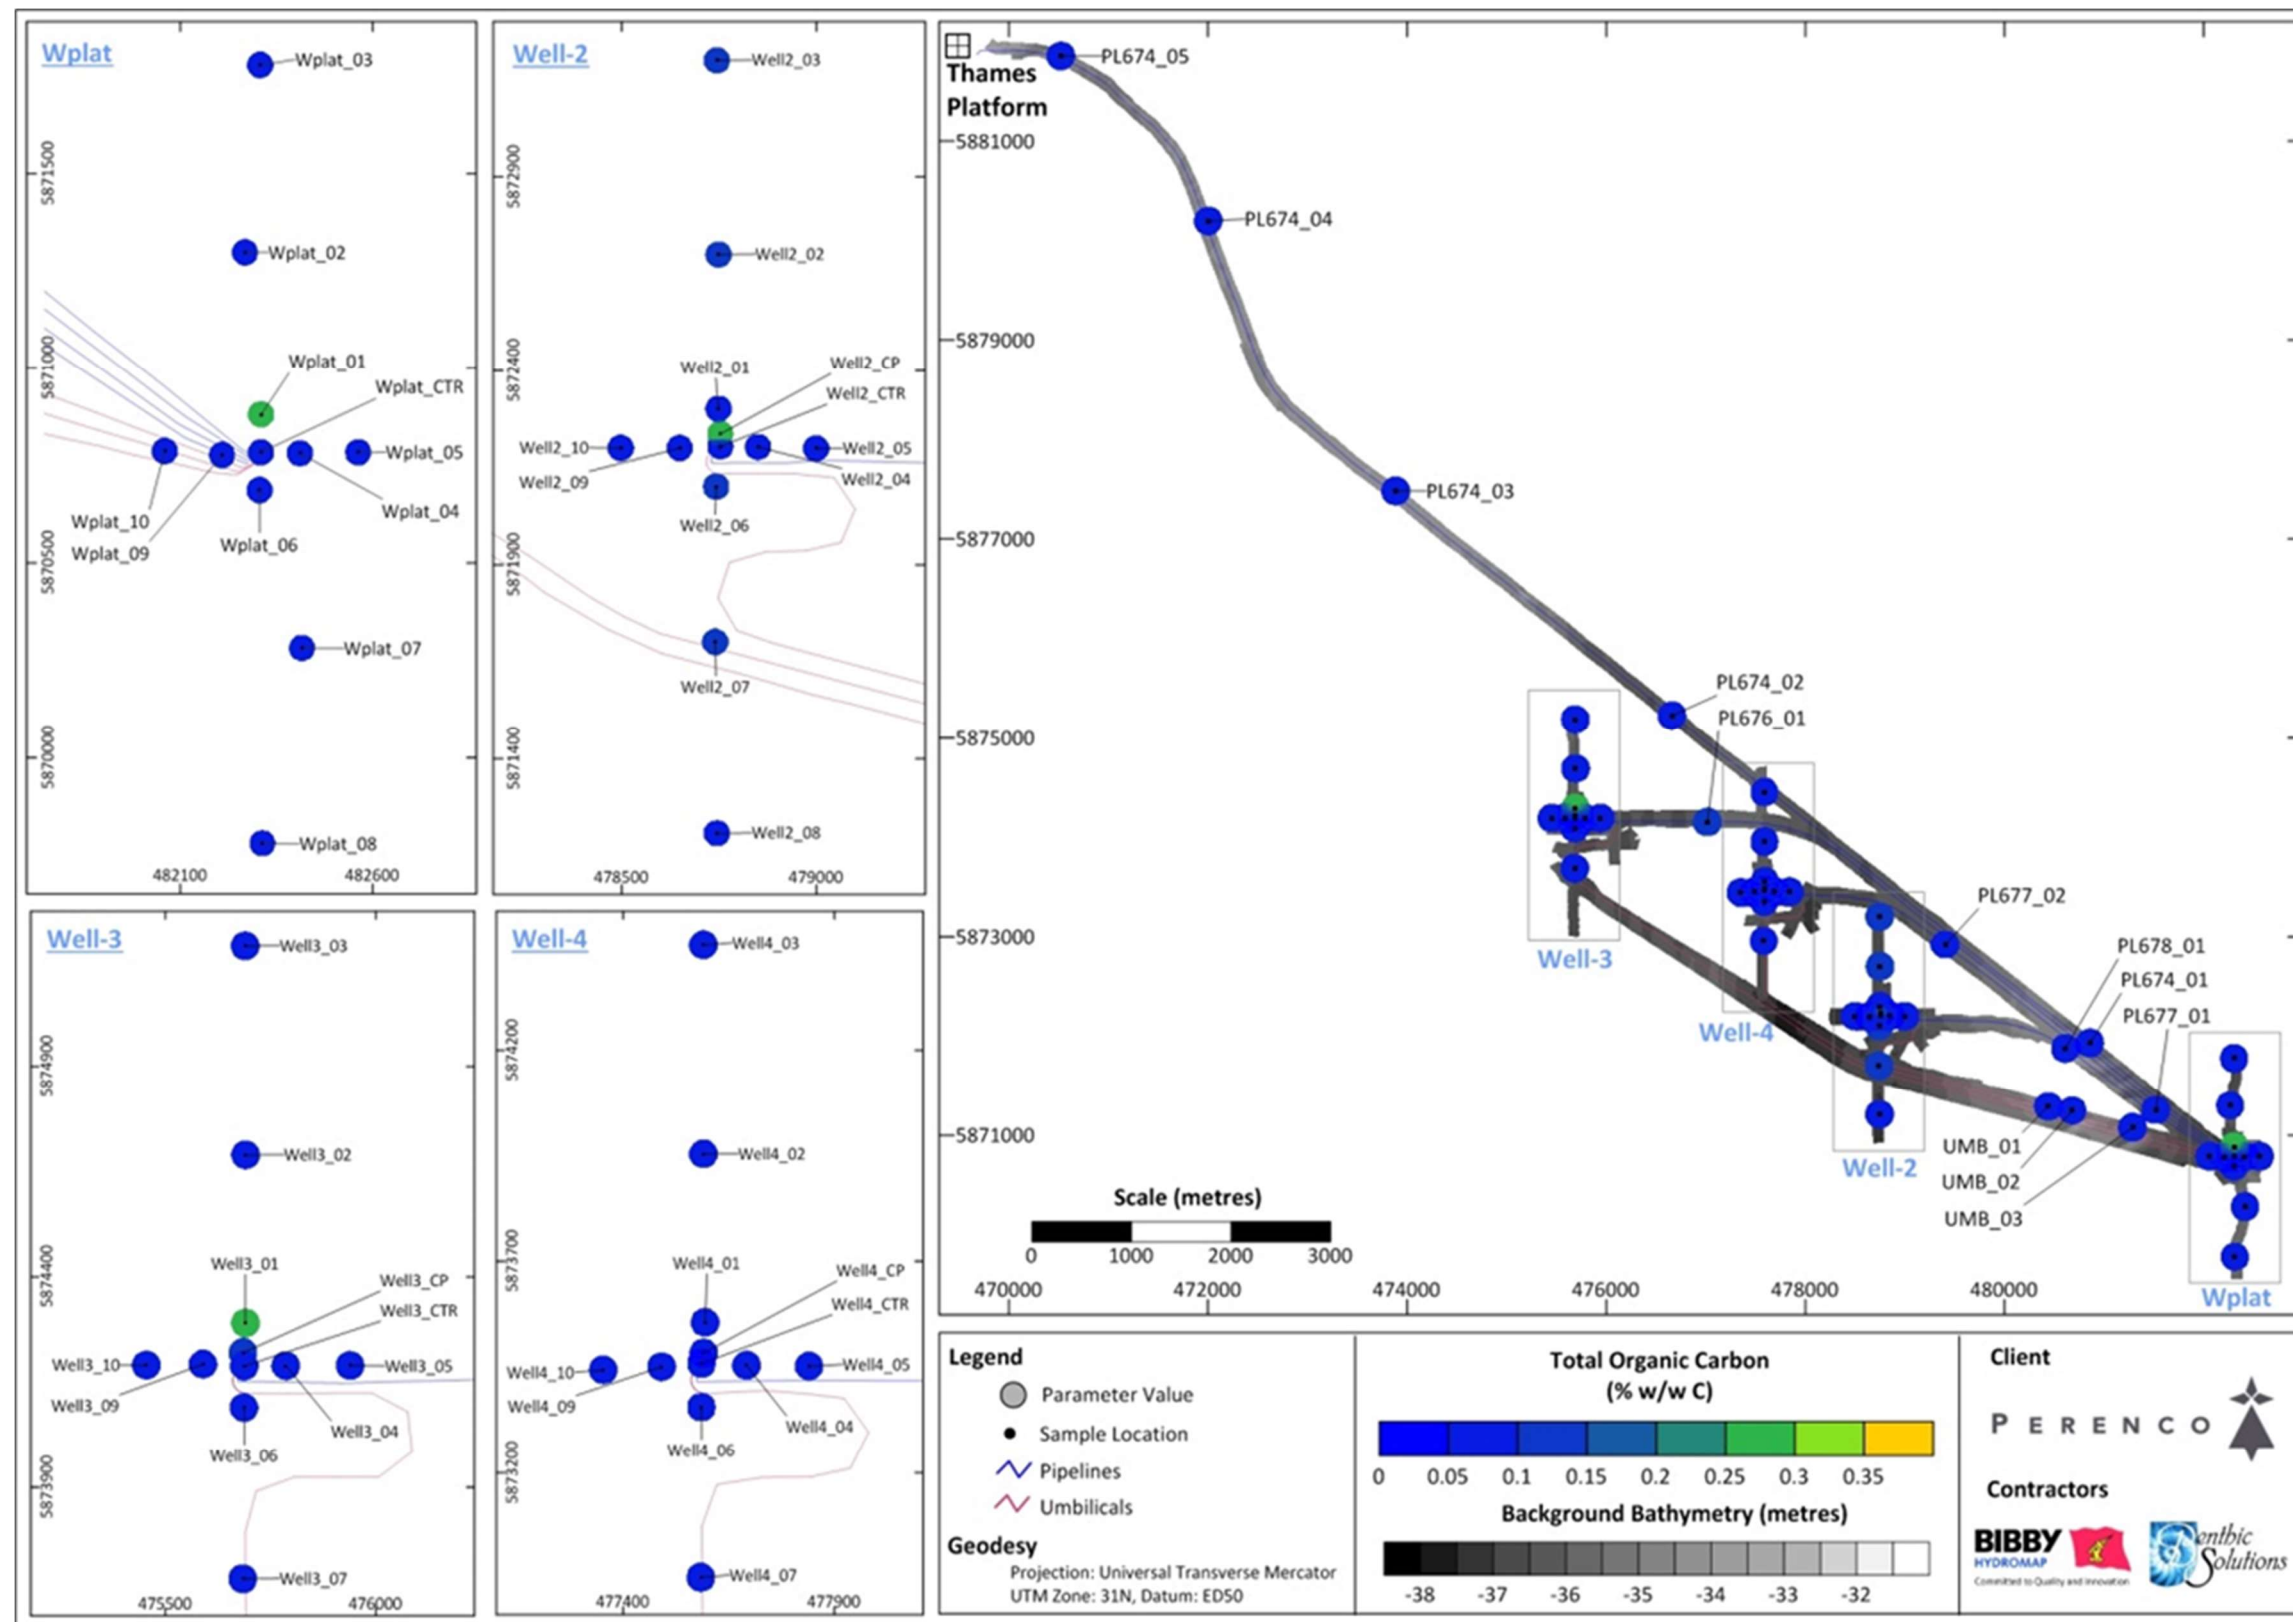 Wplat
Wplat_03
5871500
Wplat_02
5871000
Wplat_01
Wplat_CTR
Wplat_05
Wplat_10
Wplat_04
Wplat_09
Wplat_06
5870500
Wplat_07
5870000
Wplat_08
482100
482600
Well-2
Well2_03
5872900
Well2_02
5872400
Well2_01
Well2_CP
Well2_CTR
Well2_10
Well2_05
Well2_09
Well2_04
Well2_06
5871900
Well2_07
5871400
Well2_08
478500
479000
Well-3
Well3_03
5874900
Well3_02
5874400
Well3_01
Well3_CP
Well3_CTR
Well3_10
Well3_05
Well3_09
Well3_04
Well3_06
5873900
Well3_07
475500
476000
Well-4
Well4_03
5874200
Well4_02
5873700
Well4_01
Well4_CP
Well4_CTR
Well4_10
Well4_05
Well4_09
Well4_04
Well4_06
5873200
Well4_07
477400
477900
Thames
Platform
PL674_05
5881000
PL674_04
5879000
PL674_03
5877000
PL674_02
PL676_01
5875000
PL677_02
5873000
PL678_01
Well-3
PL674_01
PL677_01
Well-4
5871000
UMB_01
Well-2
UMB_02
UMB_03
Scale (metres)
0 1000 2000 3000
470000 472000 474000 476000 478000 480000
Wplat
Legend
Parameter Value
Sample Location
Pipelines
Umbilicals
Geodesy
Projection: Universal Transverse Mercator
UTM Zone: 31N, Datum: ED50
Total Organic Carbon
(% w/w C)
0 0.05 0.1 0.15 0.2 0.25 0.3 0.35
Background Bathymetry (metres)
-38 -37 -36 -35 -34 -33 -32
Client
PERENCO
Contractors
BIBBY
HYDROMAP
Committed to Quality and Innovation
Benthic
Solutions